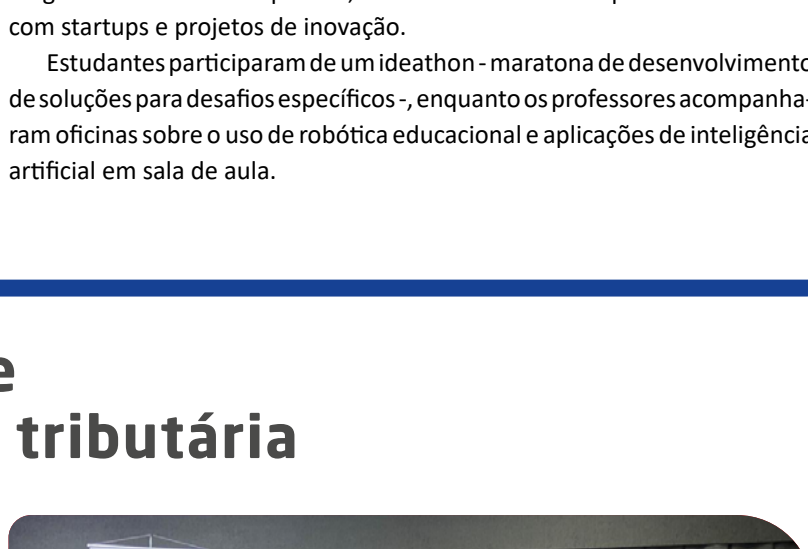 com startups e projetos de inovação.
Estudantes participaram de um ideathon - maratona de desenvolvimento
de soluções para desafios específicos -, enquanto os professores acompanha-
ram oficinas sobre o uso de robótica educacional e aplicações de inteligência
artificial em sala de aula.
e
tributária